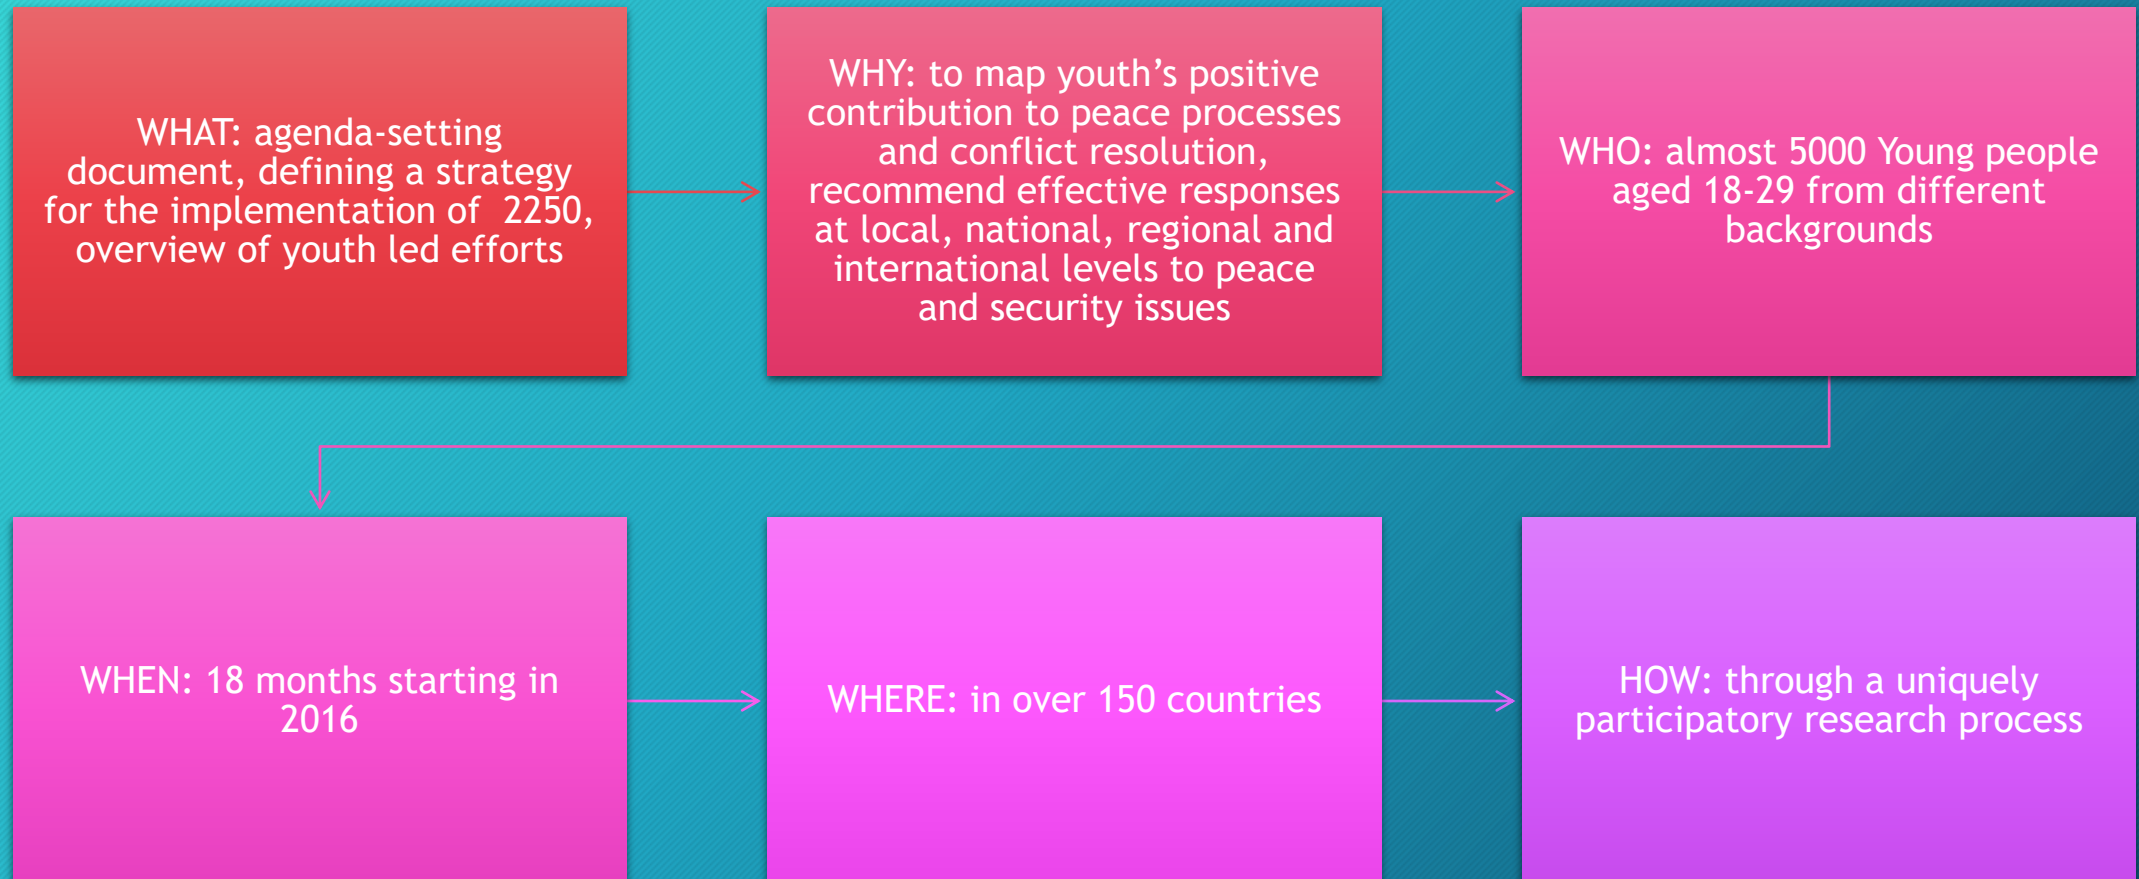 WHAT: agenda-setting
document, defining a strategy
for the implementation of  2250,
overview of youth led efforts
WHY: to map youth’s positive
contribution to peace processes
and conflict resolution,
recommend effective responses
at local, national, regional and
international levels to peace
and security issues
WHO: almost 5000 Young people
aged 18-29 from different
backgrounds
WHEN: 18 months starting in
2016
WHERE: in over 150 countries
HOW: through a uniquely
participatory research process